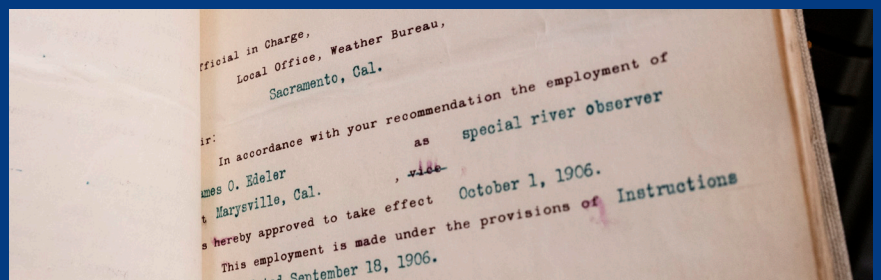 fficial in Charge,
Local Office, Weather Bureau,
Sacramento, Cal.
ir:
In accordance with your recommendation the employment of
as special river observer
ames O. Edeler
, vice
t Marysville, Cal.
s hereby approved to take effect October 1, 1906.
This employment is made under the provisions of Instructions
ed September 18, 1906.